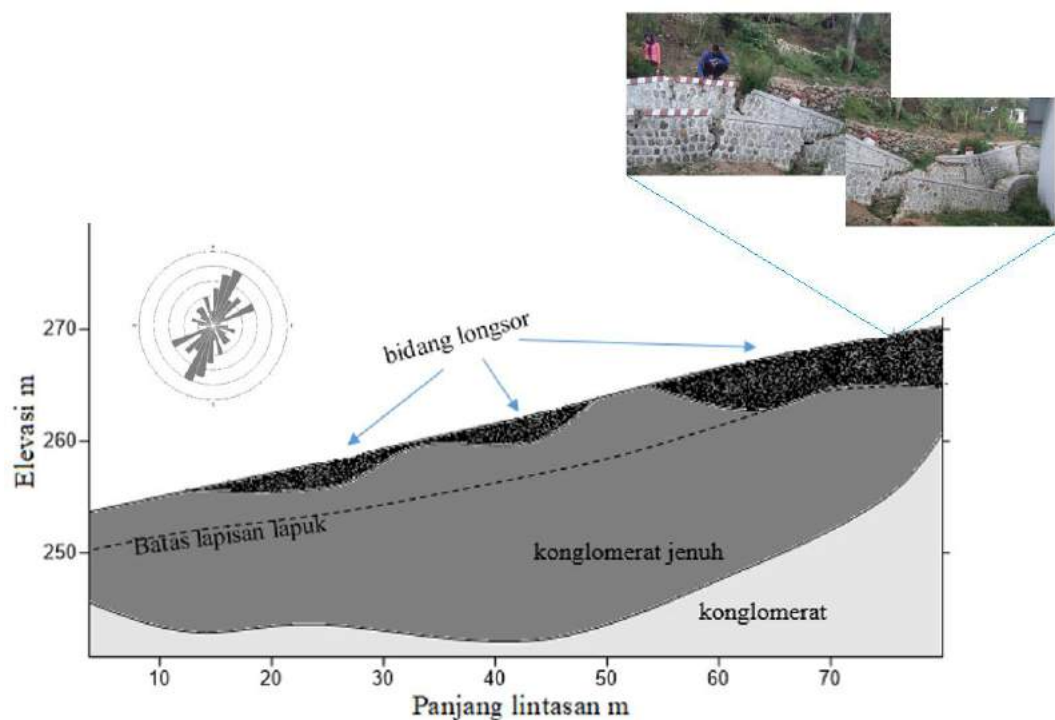 bidang longsor
Elevasi m
270
260
250
Batas lapisan lapuk
konglomerat jenuh
konglomerat
10
20
30
40
50
60
70
Panjang lintasan m